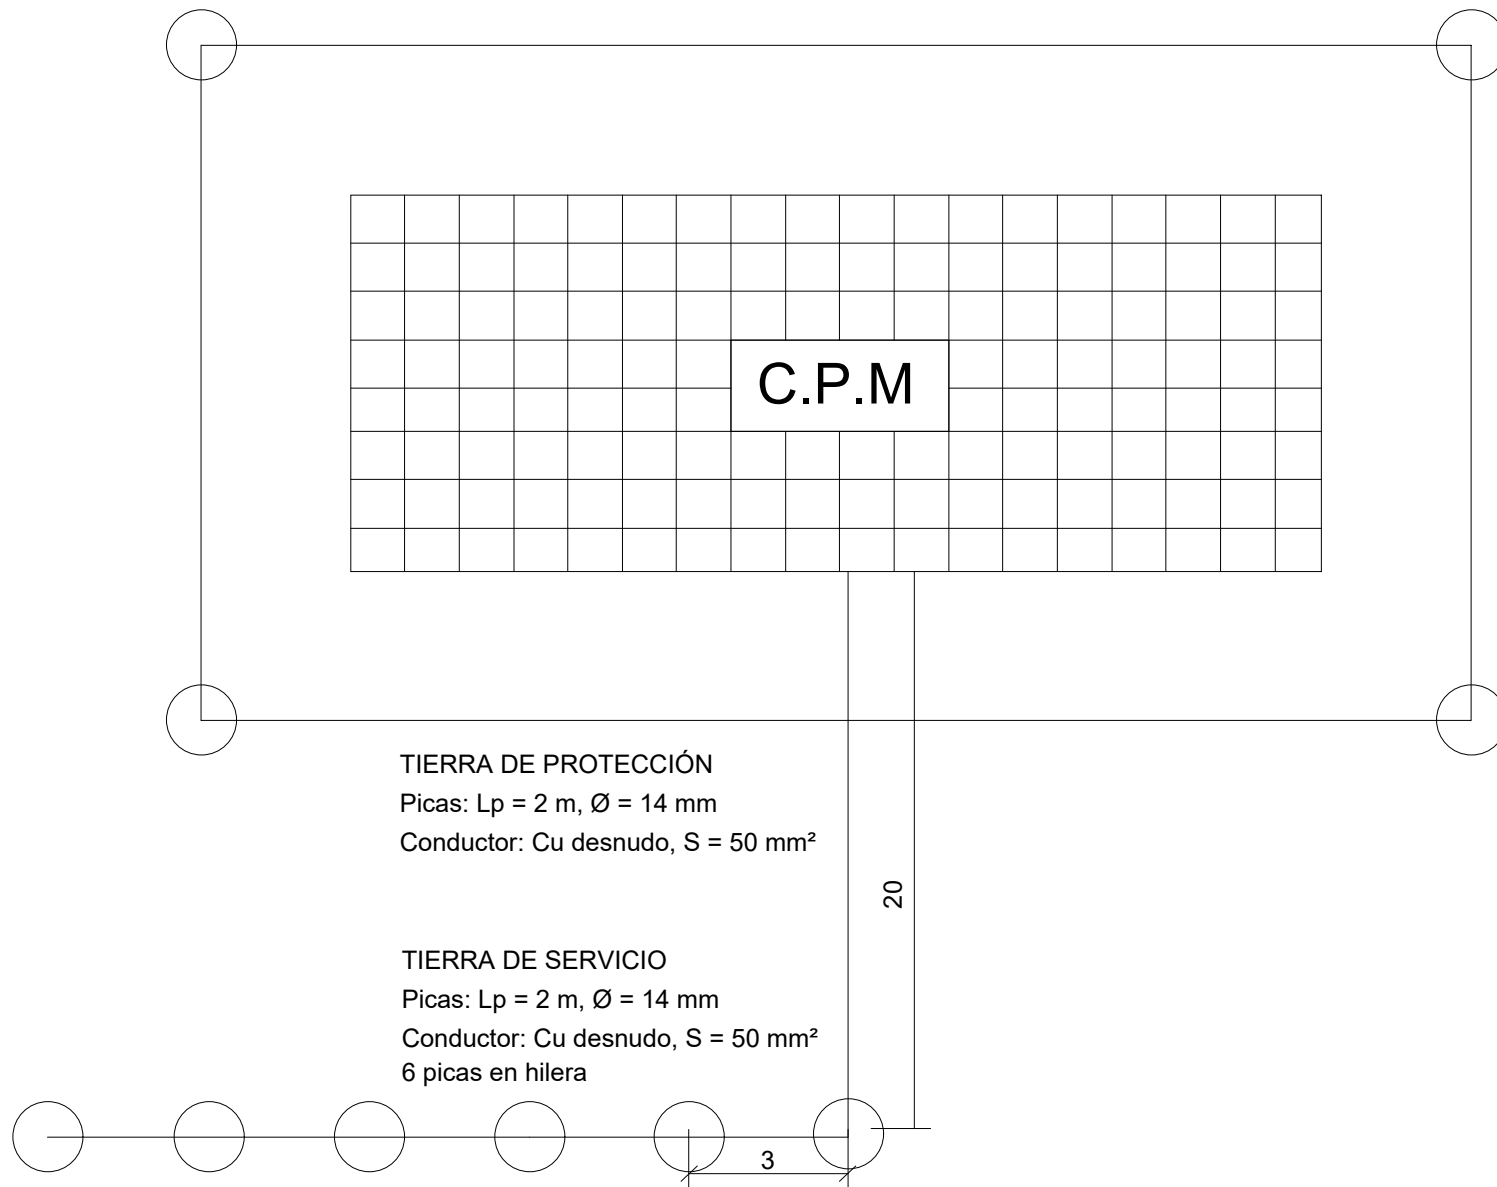 C.P.M
TIERRA DE PROTECCIÓN
Picas: Lp = 2 m, Ø = 14 mm
Conductor: Cu desnudo, S = 50 mm²
20
TIERRA DE SERVICIO
Picas: Lp = 2 m, Ø = 14 mm
Conductor: Cu desnudo, S = 50 mm²
6 picas en hilera
3